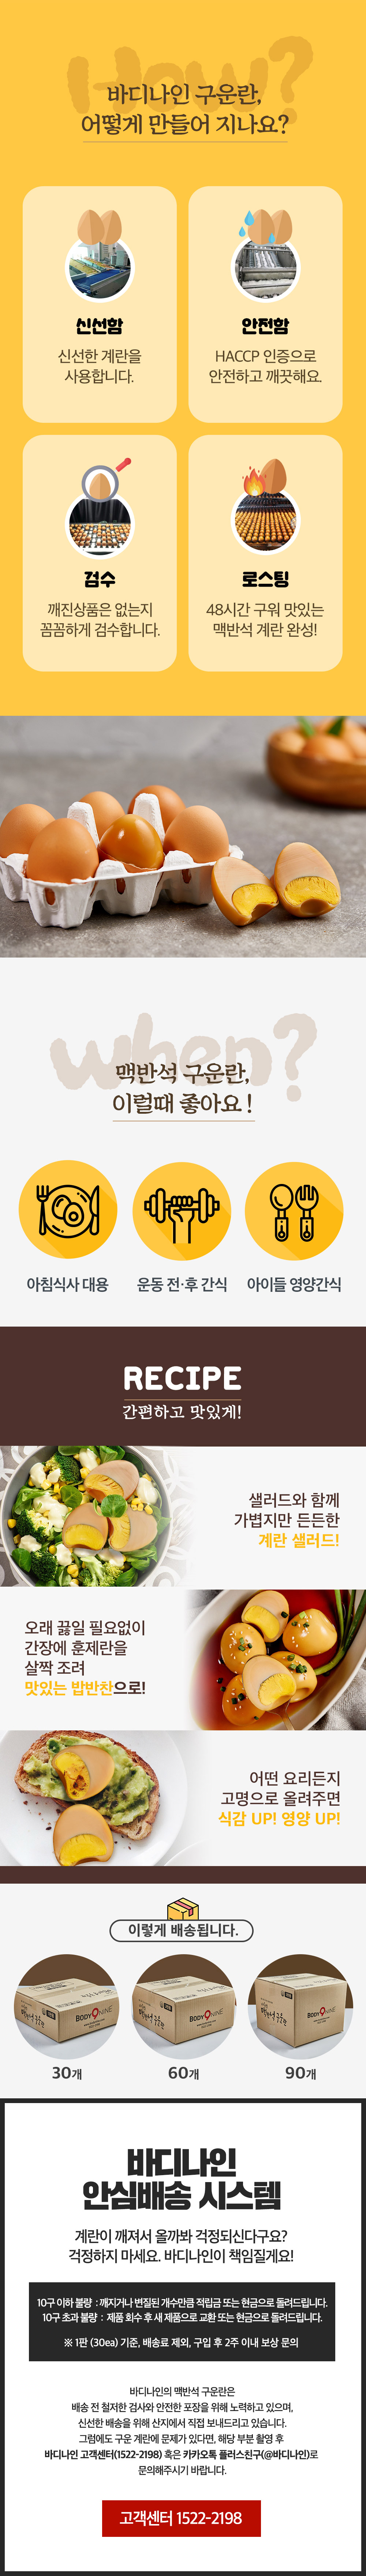 How?
바디나인 구운란,
어떻게 만들어 지나요?
신선함
신선한 계란을
사용합니다.
안전함
HACCP 인증으로
안전하고 깨끗해요.
검수
깨진상품은 없는지
꼼꼼하게 검수합니다.
로스팅
48시간 구워 맛있는
맥반석 계란 완성!
when?
맥반석 구운란,
이럴때 좋아요!
아침식사 대용
운동 전·후 간식
아이들 영양간식
RECIPE
간편하고 맛있게!
샐러드와 함께
가볍지만 든든한
계란 샐러드!
오래 끓일 필요없이
간장에 훈제란을
살짝 조려
맛있는 밥반찬으로!
어떤 요리든지
고명으로 올려주면
식감 UP! 영양 UP!
이렇게 배송됩니다.
BODY9NINE
BODY9NINE
BODY9NINE
30개
60개
90개
바디나인
안심배송 시스템
계란이 깨져서 올까봐 걱정되신다구요?
걱정하지 마세요. 바디나인이 책임질게요!
10구 이하 불량 : 깨지거나 변질된 개수만큼 적립금 또는 현금으로 돌려드립니다.
10구 초과 불량 : 제품 회수 후 새 제품으로 교환 또는 현금으로 돌려드립니다.
※ 1판 (30ea) 기준, 배송료 제외, 구입 후 2주 이내 보상 문의
바디나인의 맥반석 구운란은
배송 전 철저한 검사와 안전한 포장을 위해 노력하고 있으며,
신선한 배송을 위해 산지에서 직접 보내드리고 있습니다.
그럼에도 구운 계란에 문제가 있다면, 해당 부분 촬영 후
바디나인 고객센터(1522-2198) 혹은 카카오톡 플러스친구(@바디나인)로
문의해주시기 바랍니다.
고객센터 1522-2198